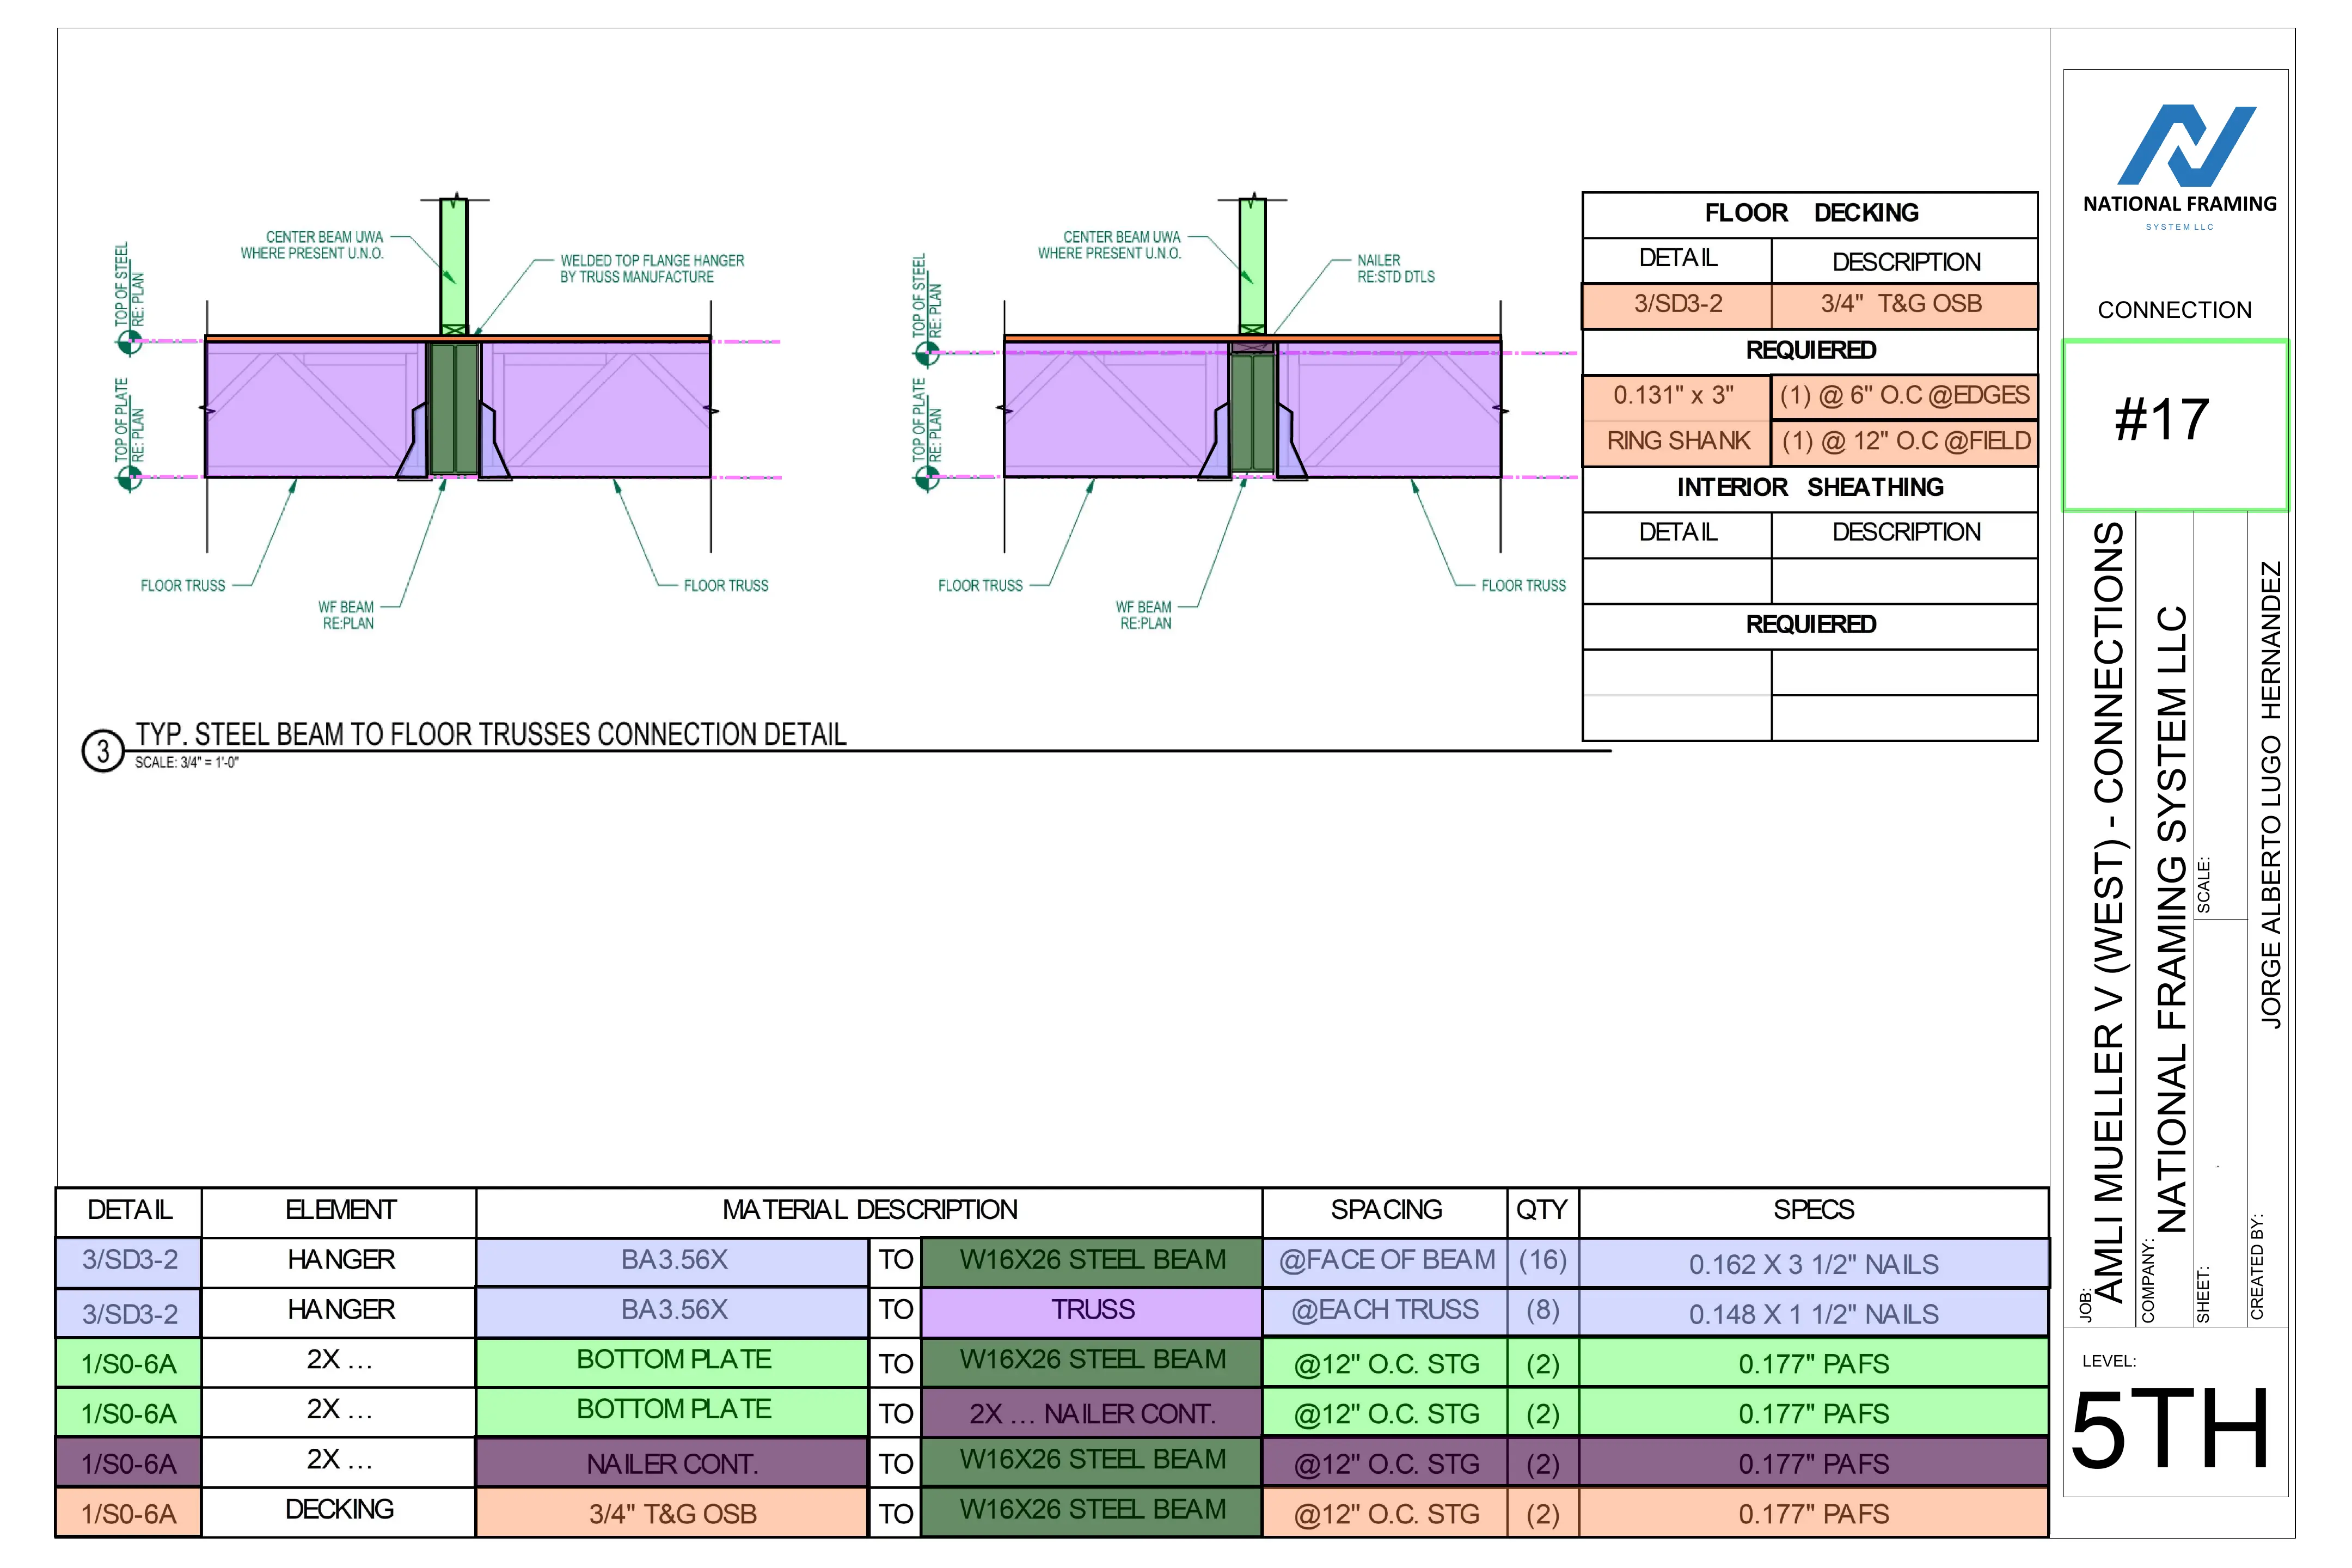 CENTER BEAM UWA
WHERE PRESENT U.N.O.
WELDED TOP FLANGE HANGER
BY TRUSS MANUFACTURE
TOP OF STEEL
RE: PLAN
TOP OF PLATE
RE: PLAN
FLOOR TRUSS
WF BEAM
RE:PLAN
FLOOR TRUSS
CENTER BEAM UWA
WHERE PRESENT U.N.O.
NAILER
RE:STD DTLS
TOP OF STEEL
RE: PLAN
TOP OF PLATE
RE: PLAN
FLOOR TRUSS
WF BEAM
RE:PLAN
FLOOR TRUSS
3 TYP. STEEL BEAM TO FLOOR TRUSSES CONNECTION DETAIL
SCALE: 3/4" = 1'-0"
FLOOR DECKING
DETAIL DESCRIPTION
3/SD3-2 3/4" T&G OSB
REQUIERED
0.131" x 3" (1) @ 6" O.C @EDGES
RING SHANK (1) @ 12" O.C @FIELD
INTERIOR SHEATHING
DETAIL DESCRIPTION
REQUIERED
DETAIL ELEMENT MATERIAL DESCRIPTION SPACING QTY SPECS
3/SD3-2 HANGER BA3.56X TO W16X26 STEEL BEAM @FACE OF BEAM (16) 0.162 X 3 1/2" NAILS
3/SD3-2 HANGER BA3.56X TO TRUSS @EACH TRUSS (8) 0.148 X 1 1/2" NAILS
1/S0-6A 2X ... BOTTOM PLATE TO W16X26 STEEL BEAM @12" O.C. STG (2) 0.177" PAFS
1/S0-6A 2X ... BOTTOM PLATE TO 2X ... NAILER CONT. @12" O.C. STG (2) 0.177" PAFS
1/S0-6A 2X ... NAILER CONT. TO W16X26 STEEL BEAM @12" O.C. STG (2) 0.177" PAFS
1/S0-6A DECKING 3/4" T&G OSB TO W16X26 STEEL BEAM @12" O.C. STG (2) 0.177" PAFS
NATIONAL FRAMING
SYSTEM LLC
CONNECTION
#17
JOB: AMLI MUELLER V (WEST) - CONNECTIONS
COMPANY: NATIONAL FRAMING SYSTEM LLC
SCALE:
SHEET:
CREATED BY: JORGE ALBERTO LUGO HERNANDEZ
LEVEL:
5TH